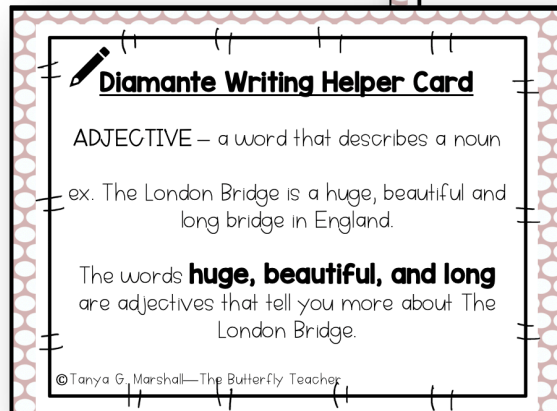 Diamante Writing Helper Card
ADJECTIVE – a word that describes a noun
ex. The London Bridge is a huge, beautiful and
long bridge in England.
The words huge, beautiful, and long
are adjectives that tell you more about The
London Bridge.
©Tanya G. Marshall—The Butterfly Teacher